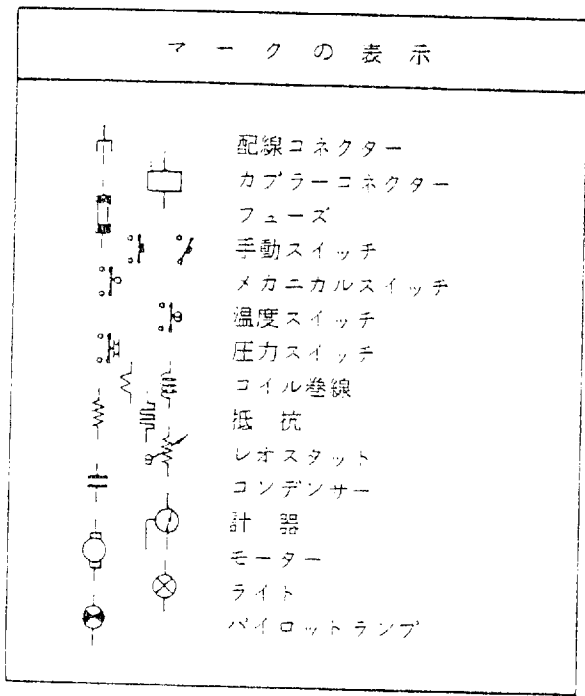 マークの表示
配線コネクター
カプラーコネクター
フューズ
手動スイッチ
メカニカルスイッチ
温度スイッチ
圧力スイッチ
コイル巻線
抵抗
レオスタット
コンデンサー
計器
モーター
ライト
パイロットランプ